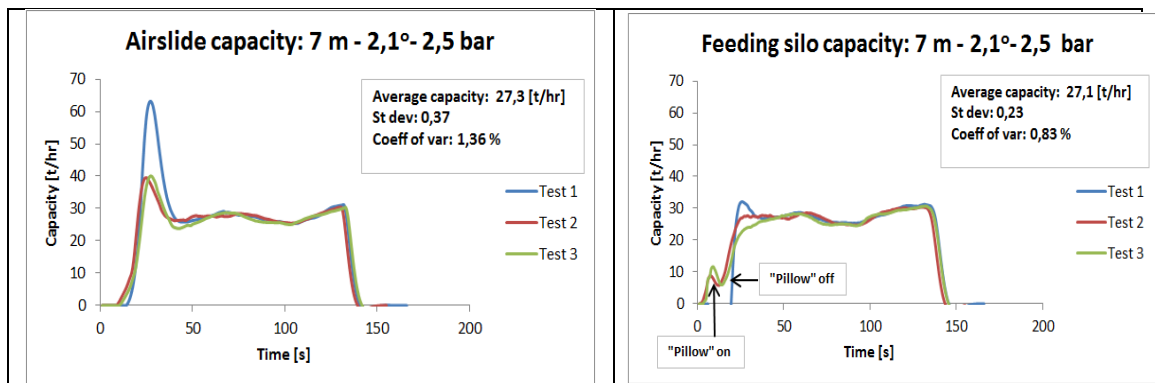 Airslide capacity: 7 m - 2,1º- 2,5 bar
Average capacity: 27,3 [t/hr]
St dev: 0,37
Coeff of var: 1,36 %
Capacity [t/hr]
70
60
50
40
30
20
10
0
0 50 100 150 200
Time [s]
Test 1
Test 2
Test 3
Feeding silo capacity: 7 m - 2,1º- 2,5 bar
Average capacity: 27,1 [t/hr]
St dev: 0,23
Coeff of var: 0,83 %
Capacity [t/hr]
70
60
50
40
30
20
10
0
0 50 100 150 200
Time [s]
"Pillow" off
"Pillow" on
Test 1
Test 2
Test 3